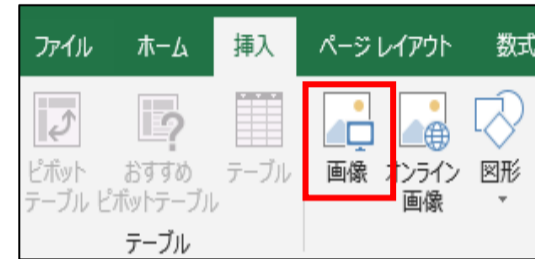 ファイル ホーム 挿入 ページ レイアウト 数式
ピボット おすすめ テーブル 画像 オンライン 図形
テーブル ピボットテーブル 画像
テーブル